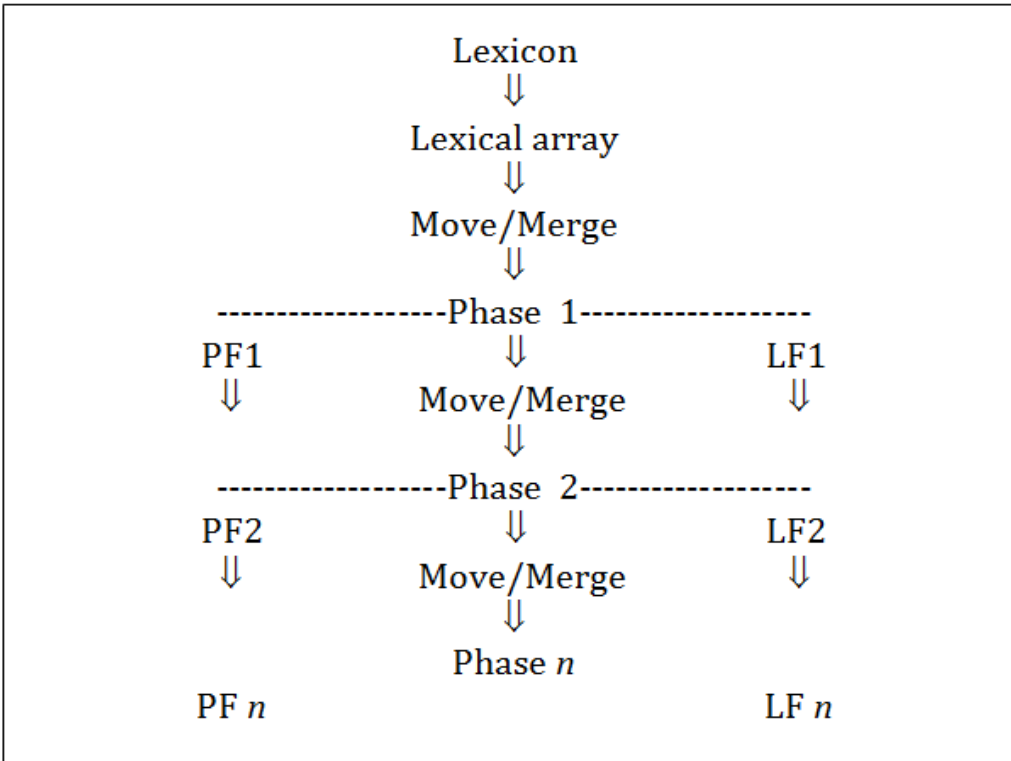 Lexicon
⇓
Lexical array
⇓
Move/Merge
⇓
-------------------Phase 1-------------------
PF1 ⇓ LF1
⇓ Move/Merge ⇓
⇓
-------------------Phase 2-------------------
PF2 ⇓ LF2
⇓ Move/Merge ⇓
⇓
Phase n
PF n LF n